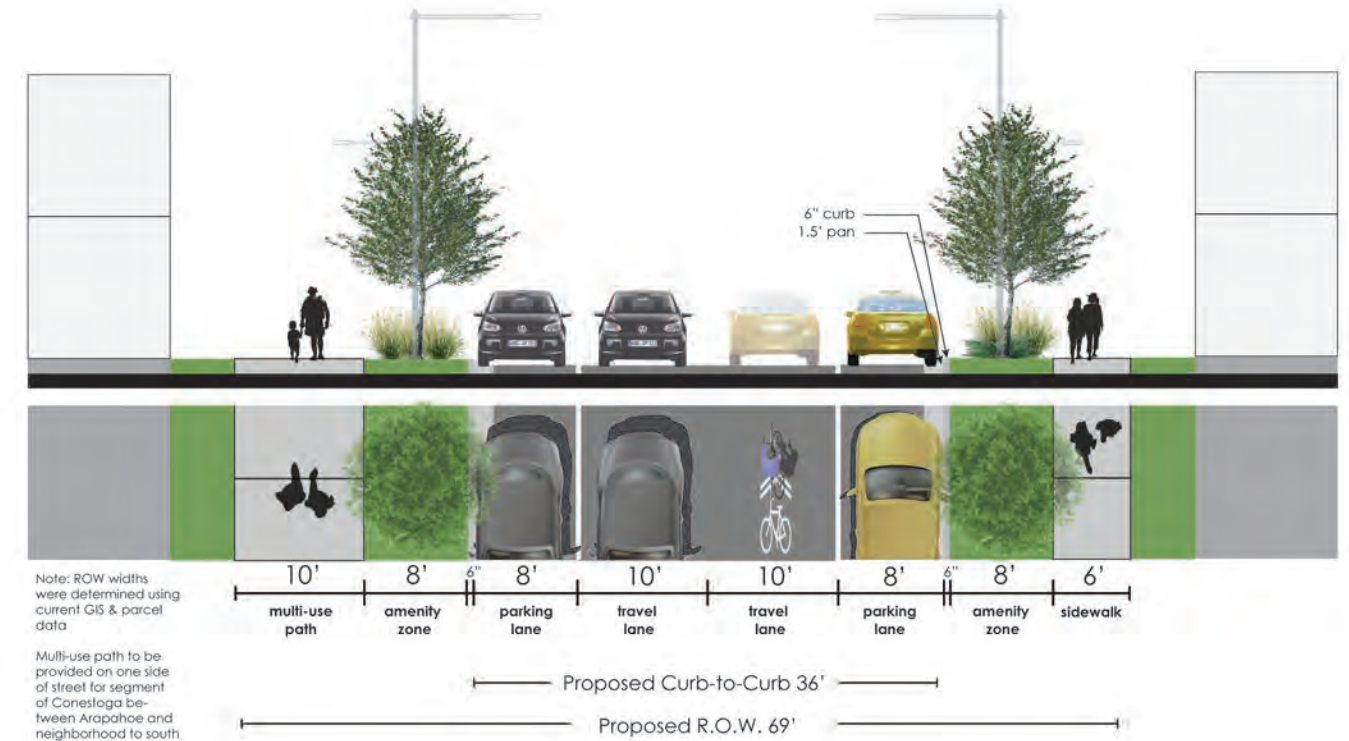 6" curb
1.5' pan
10' 8' 6" 8' 10' 10' 8' 6" 8' 6'
multi-use path
amenity zone
parking lane
travel lane
travel lane
parking lane
amenity zone
sidewalk
Note: ROW widths
were determined using
current GIS & parcel
data
Multi-use path to be
provided on one side
of street for segment
of Conestoga be-
tween Arapahoe and
neighborhood to south
Proposed Curb-to-Curb 36'
Proposed R.O.W. 69'